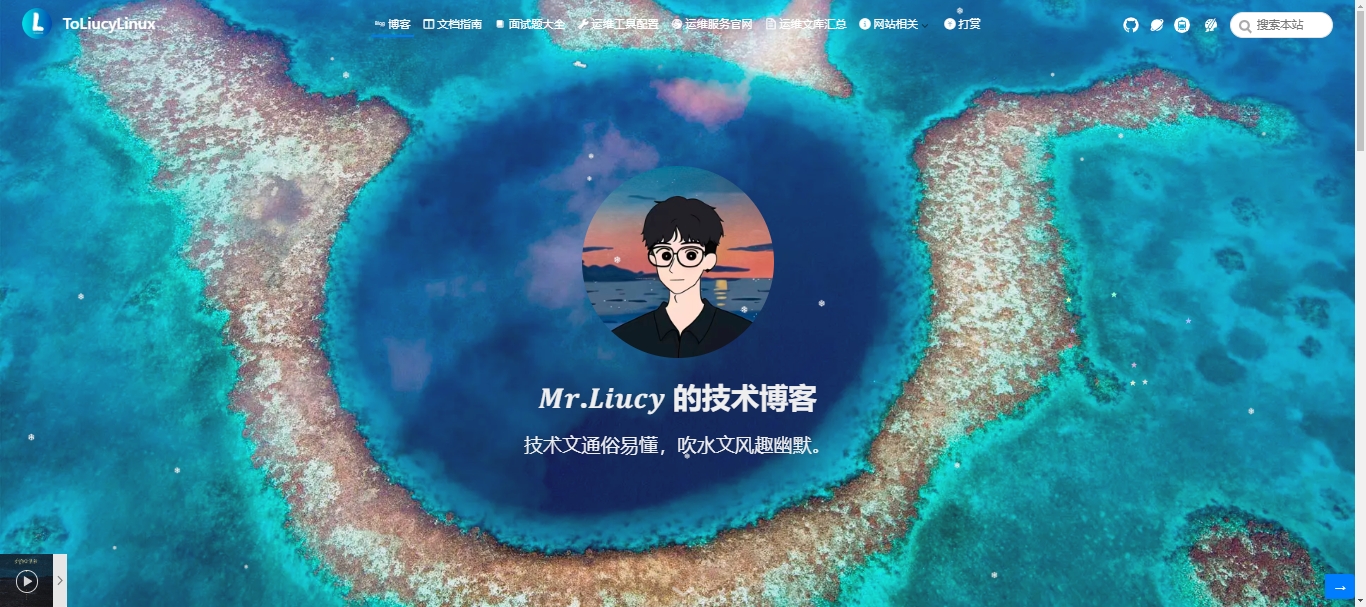 ToLiucyLinux
博客 文档指南 面试题大全 运维工具配置 运维服务官网 运维文库汇总 网站相关 打赏
搜索本站
Mr.Liucy 的技术博客
技术文通俗易懂，吹水文风趣幽默。